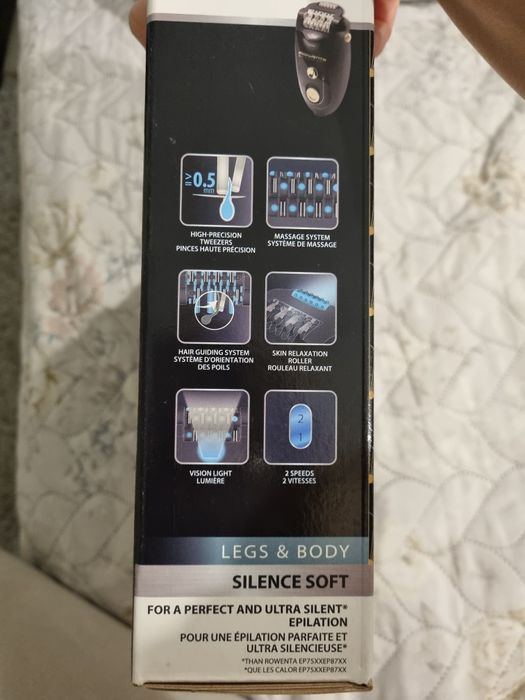 ≥ 0.5
mm
HIGH-PRECISION
TWEEZERS
PINCES HAUTE PRÉCISION
MASSAGE SYSTEM
SYSTÈME DE MASSAGE
HAIR GUIDING SYSTEM
SYSTÈME D'ORIENTATION
DES POILS
SKIN RELAXATION
ROLLER
ROULEAU RELAXANT
VISION LIGHT
LUMIÈRE
2
1
2 SPEEDS
2 VITESSES
LEGS & BODY
SILENCE SOFT
FOR A PERFECT AND ULTRA SILENT*
EPILATION
POUR UNE ÉPILATION PARFAITE ET
ULTRA SILENCIEUSE*
*THAN ROWENTA EP75XXEP87XX
*QUE LES CALOR EP75XXEP87XX